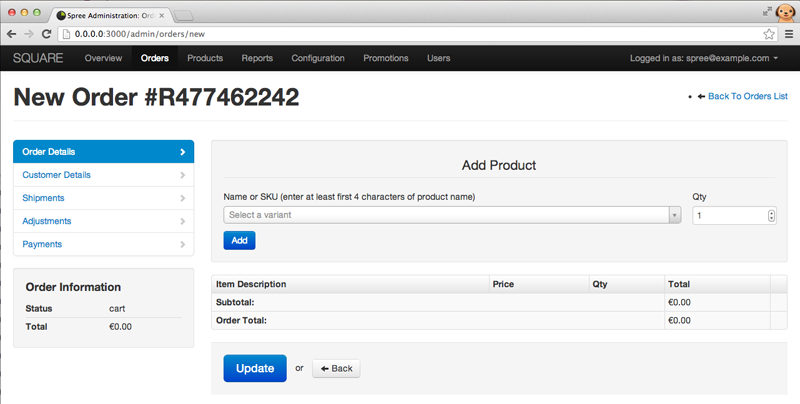 Spree Administration: Or
0.0.0.0:3000/admin/orders/new
SQUARE Overview Orders Products Reports Configuration Promotions Users Logged in as: spree@example.com
New Order #R477462242
Back To Orders List
Order Details
Customer Details
Shipments
Adjustments
Payments
Order Information
Status cart
Total €0.00
Add Product
Name or SKU (enter at least first 4 characters of product name) Qty
Select a variant 1
Add
Item Description Price Qty Total
Subtotal: €0.00
Order Total: €0.00
Update or Back